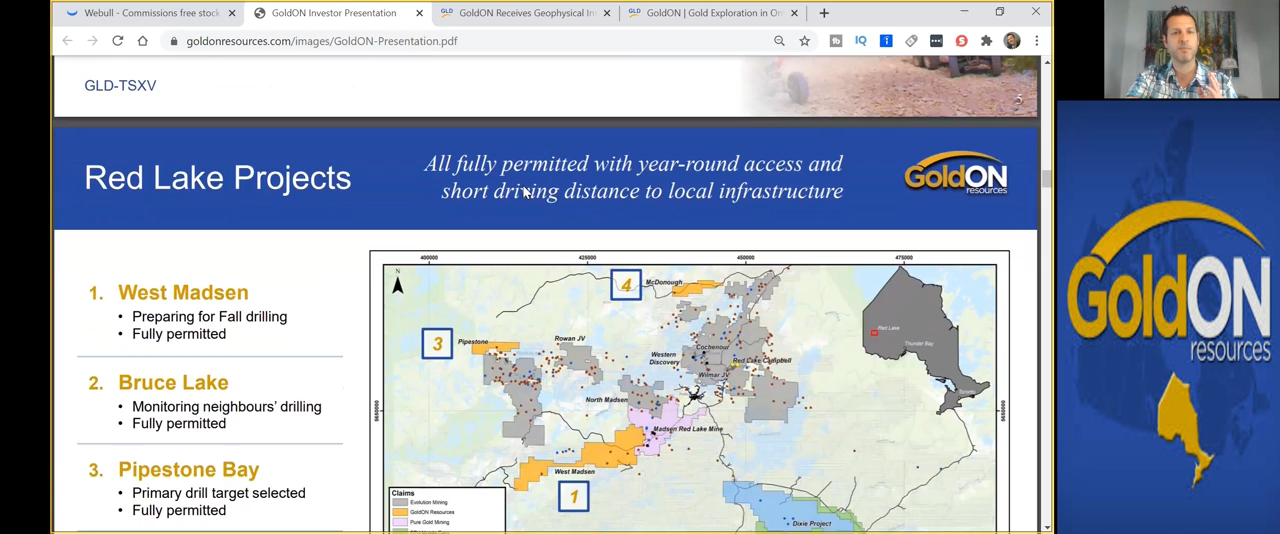 Webull - Commissions free stock
GoldON Investor Presentation
GoldON Receives Geophysical In
GoldON | Gold Exploration in On
goldonresources.com/images/GoldON-Presentation.pdf
IQ
GLD-TSXV
5
Red Lake Projects
All fully permitted with year-round access and
short driving distance to local infrastructure
GoldON
resources
1. West Madsen
• Preparing for Fall drilling
• Fully permitted
2. Bruce Lake
• Monitoring neighbours' drilling
• Fully permitted
3. Pipestone Bay
• Primary drill target selected
• Fully permitted
400000
425000
450000
475000
N
4
McDonough
3
Pipestone
Rowan JV
Western
Discovery
Cochenour
Red Lake Campbell
Wilmar JV
North Madsen
Madsen Red Lake Mine
West Madsen
1
Dixie Project
Red Lake
Thunder Bay
5650000
5650000
Claims
Evolution Mining
GoldON Resources
Pure Gold Mining
GoldON
resources